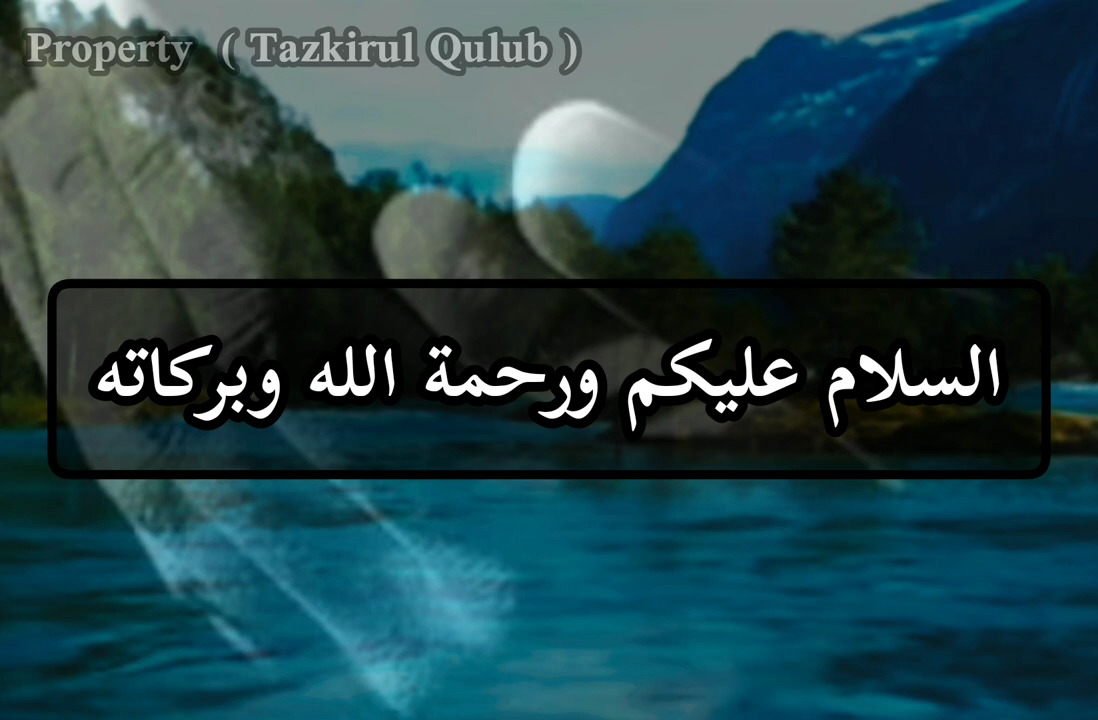 Property ( Tazkirul Qulub )
السلام عليكم ورحمة الله وبركاته